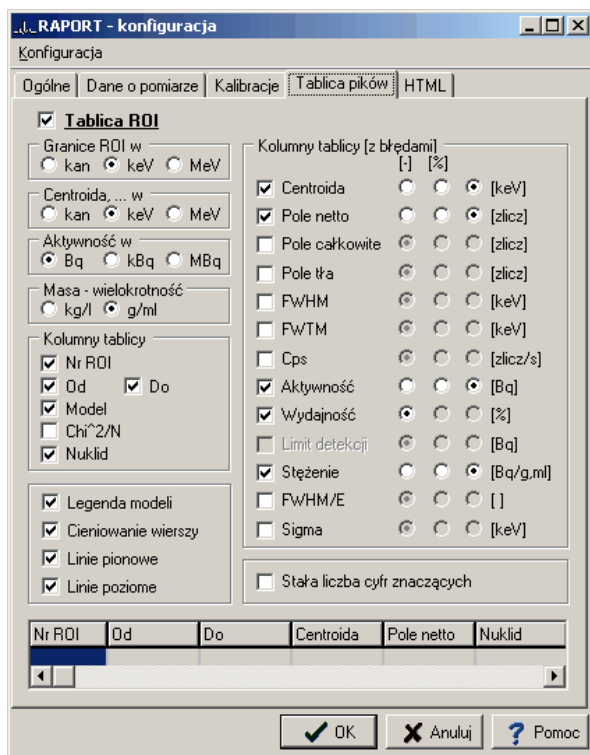 RAPORT - konfiguracja
Konfiguracja
Ogólne Dane o pomiarze Kalibracje Tablica pików HTML
Tablica ROI
Granice ROI w
kan keV MeV
Centroida, ... w
kan keV MeV
Aktywność w
Bq kBq MBq
Masa - wielokrotność
kg/l g/ml
Kolumny tablicy
Nr ROI
Od Do
Model
Chi^2/N
Nuklid
Legenda modeli
Cieniowanie wierszy
Linie pionowe
Linie poziome
Kolumny tablicy [z błędami]
[-] [%]
Centroida [keV]
Pole netto [zlicz]
Pole całkowite [zlicz]
Pole tła [zlicz]
FWHM [keV]
FWTM [keV]
Cps [zlicz/s]
Aktywność [Bq]
Wydajność [%]
Limit detekcji [Bq]
Stężenie [Bq/g,ml]
FWHM/E [ ]
Sigma [keV]
Stała liczba cyfr znaczących
Nr ROI Od Do Centroida Pole netto Nuklid
OK Anuluj Pomoc